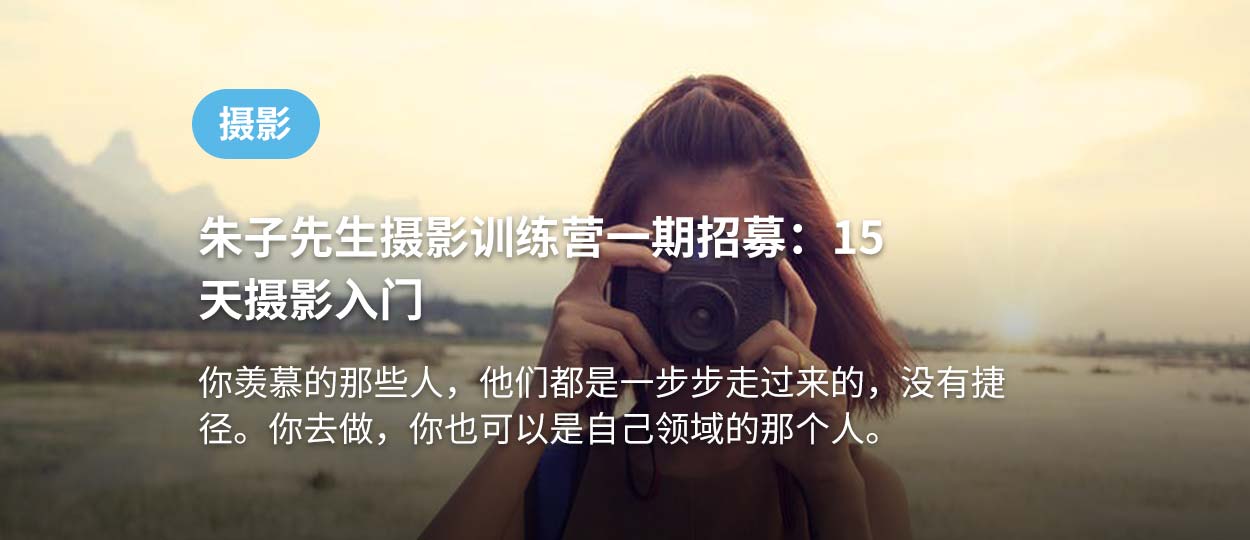 摄影
朱子先生摄影训练营一期招募：15
天摄影入门
你羡慕的那些人，他们都是一步步走过来的，没有捷
径。你去做，你也可以是自己领域的那个人。